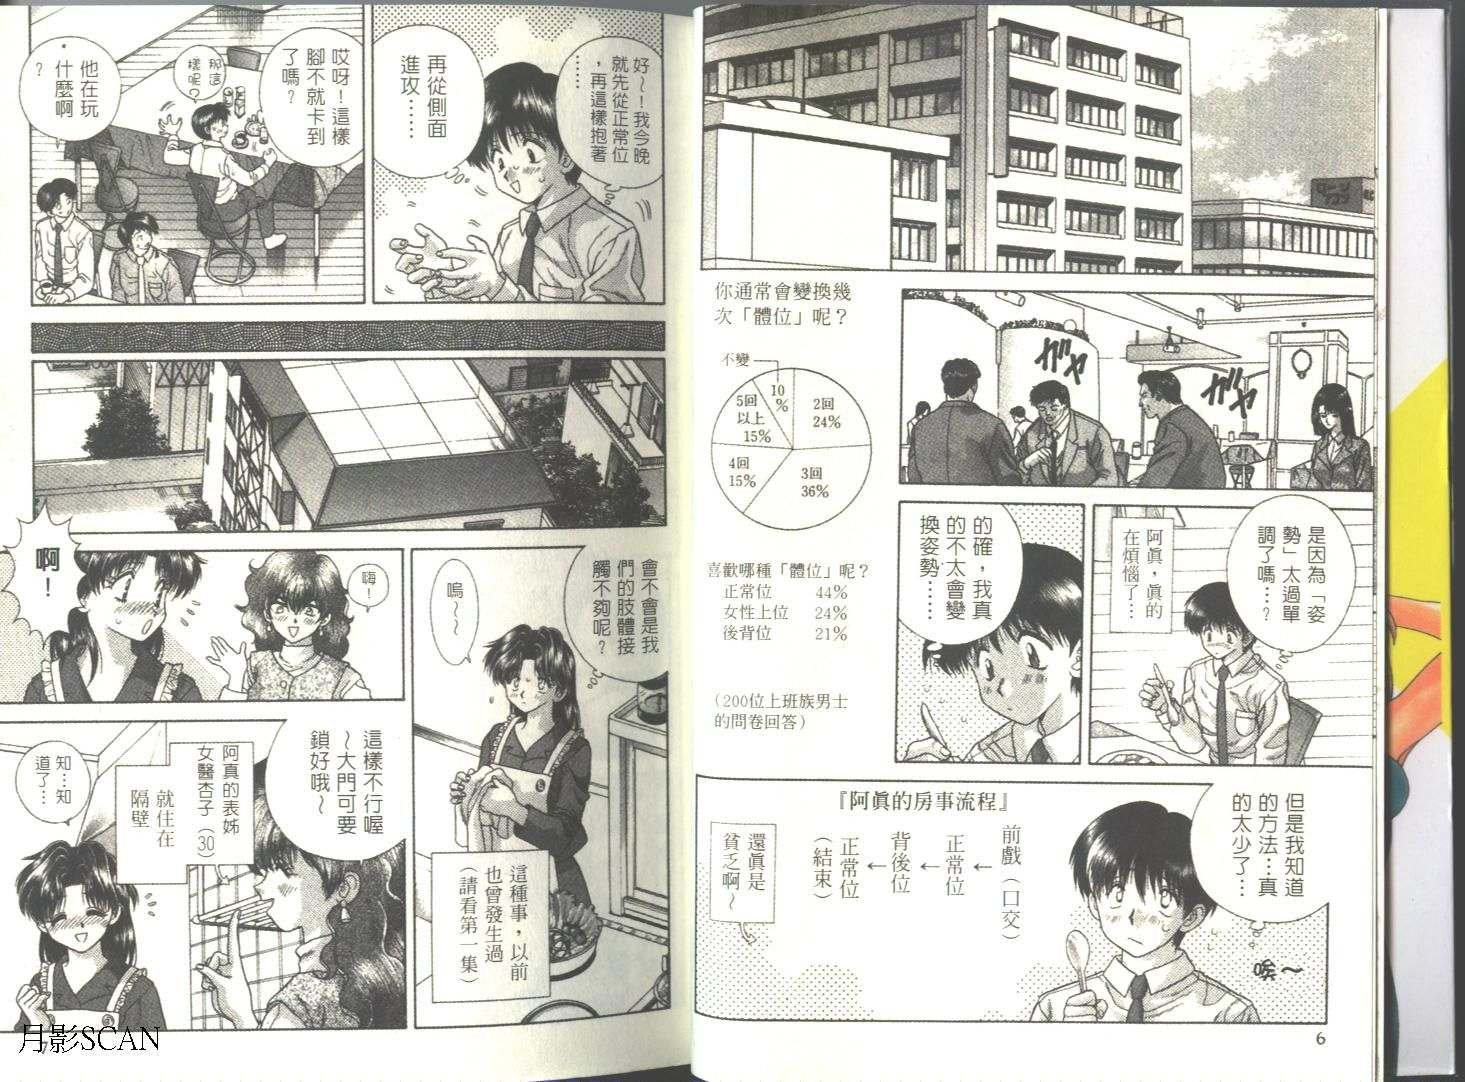 你通常會變換幾
次「體位」呢？
不變
10
%
2回
24%
3回
36%
4回
15%
5回
以上
15%
喜歡哪種「體位」呢？
正常位 44%
女性上位 24%
後背位 21%
(200位上班族男士
的問卷回答)
ガヤ
ガヤ
是因為「姿
勢」太過單
調了嗎…？
阿眞，眞的
在煩惱了…
的確，我真
的不太會變
換姿勢……
但是我知道
的方法…真
的太少了…
唉～
『阿眞的房事流程』
前戲（口交）
←
正常位
←
背後位
←
正常位
（結束）
還眞是
貧乏啊～
6
好～！我今晚
就先從正常位
，再這樣抱著
……
再從側面
進攻……
哎呀！這樣
腳不就卡到
了嗎？
那這
樣呢？
他在玩
什麼啊
？
會不會是我
們的肢體接
觸不夠呢？
嗚～～
這種事，以前
也曾發生過
（請看第一集）
嗨！
啊！
這樣不行喔
～大門可要
鎖好哦～
阿真的表姊
女醫杏子（30）
就住在
隔壁
知…知
道了…
月影SCAN
7